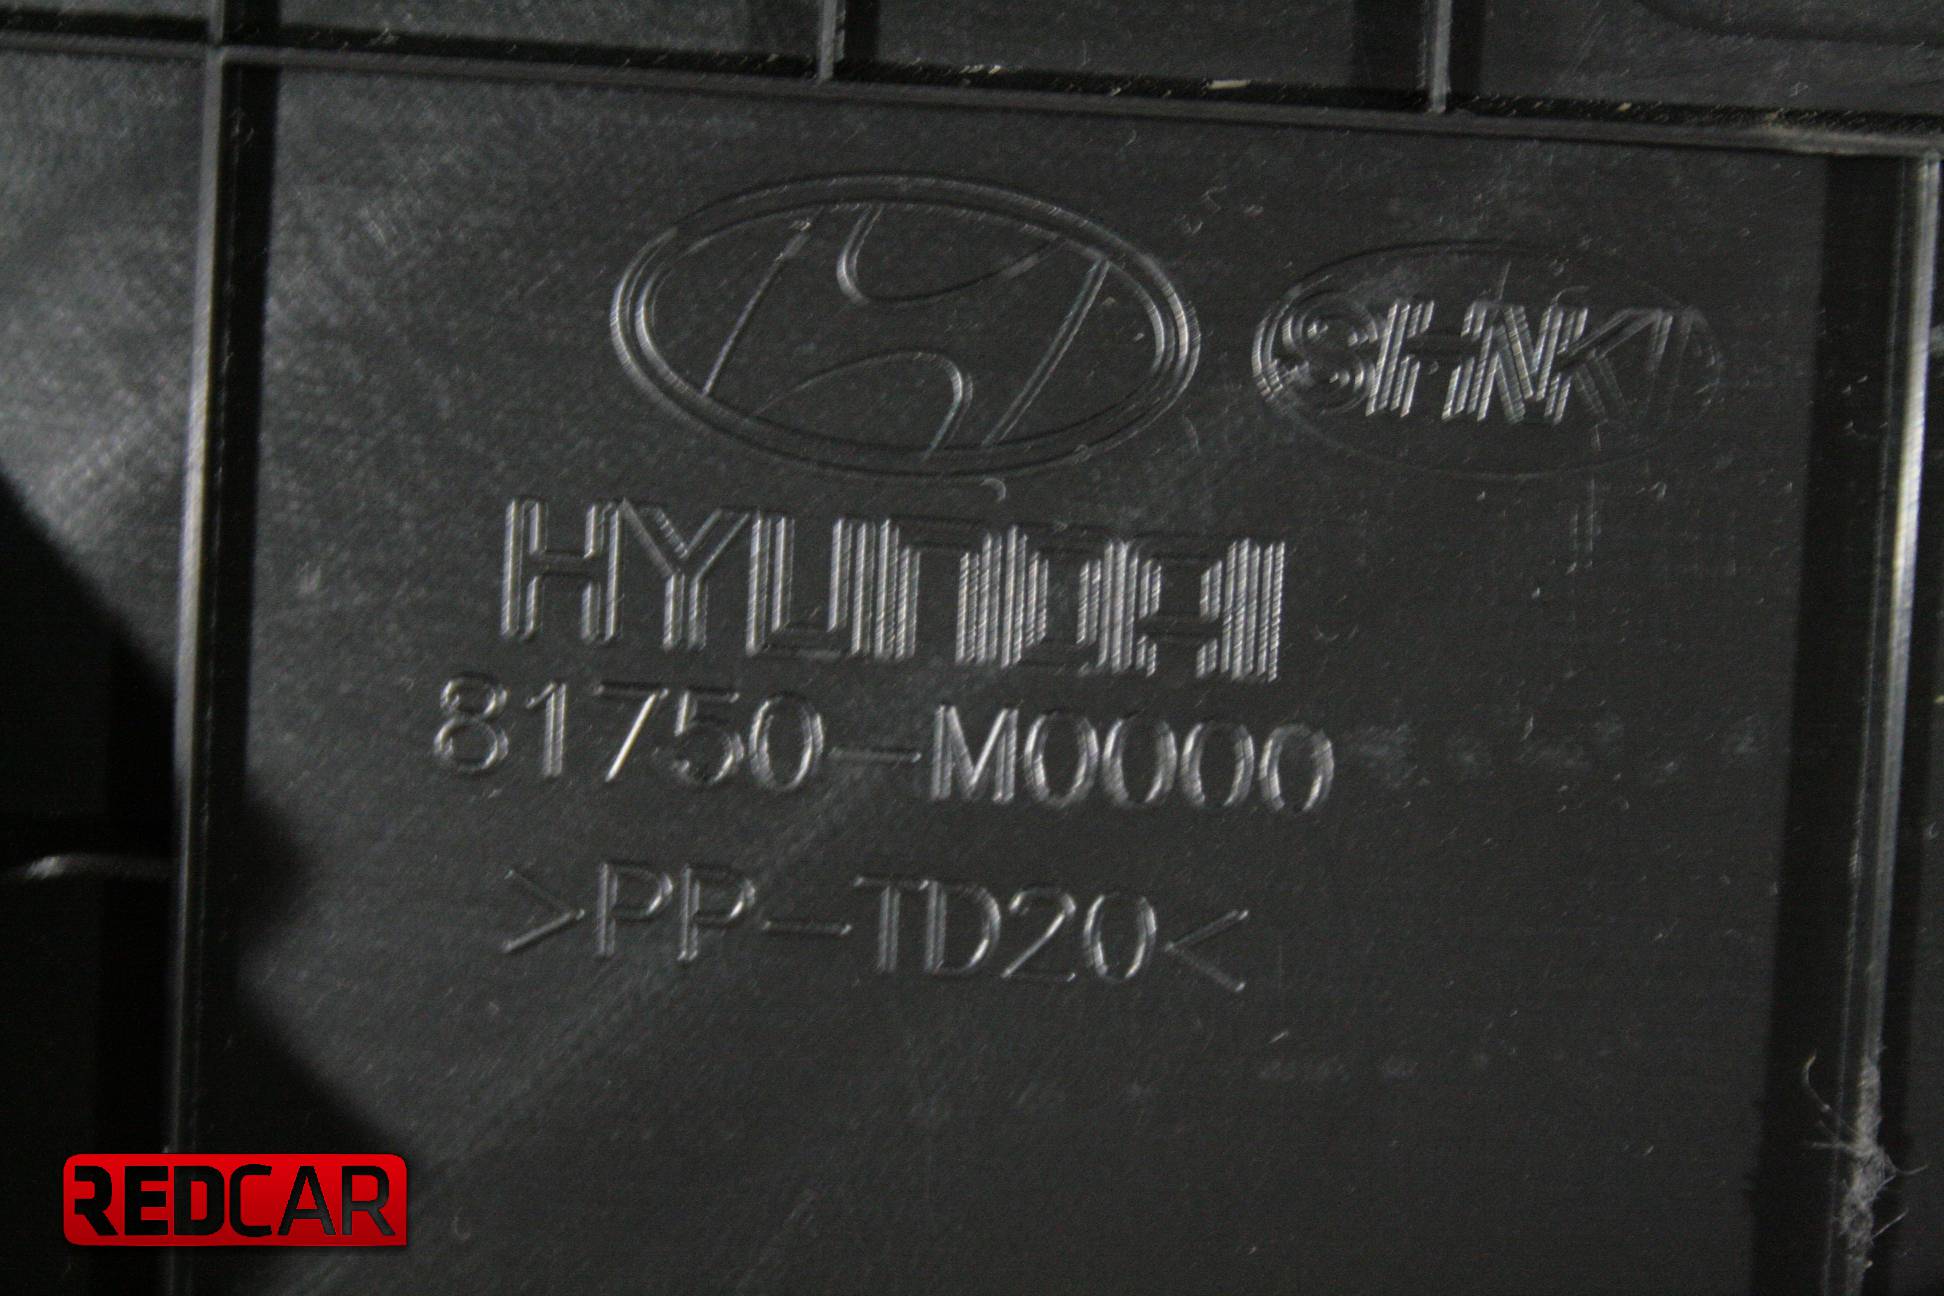 HYUNDAI
81750-M0000
>PP-TD20<
REDCAR